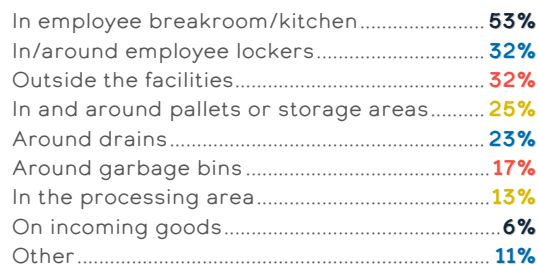 In employee breakroom/kitchen 53%
In/around employee lockers 32%
Outside the facilities 32%
In and around pallets or storage areas 25%
Around drains 23%
Around garbage bins 17%
In the processing area 13%
On incoming goods 6%
Other 11%